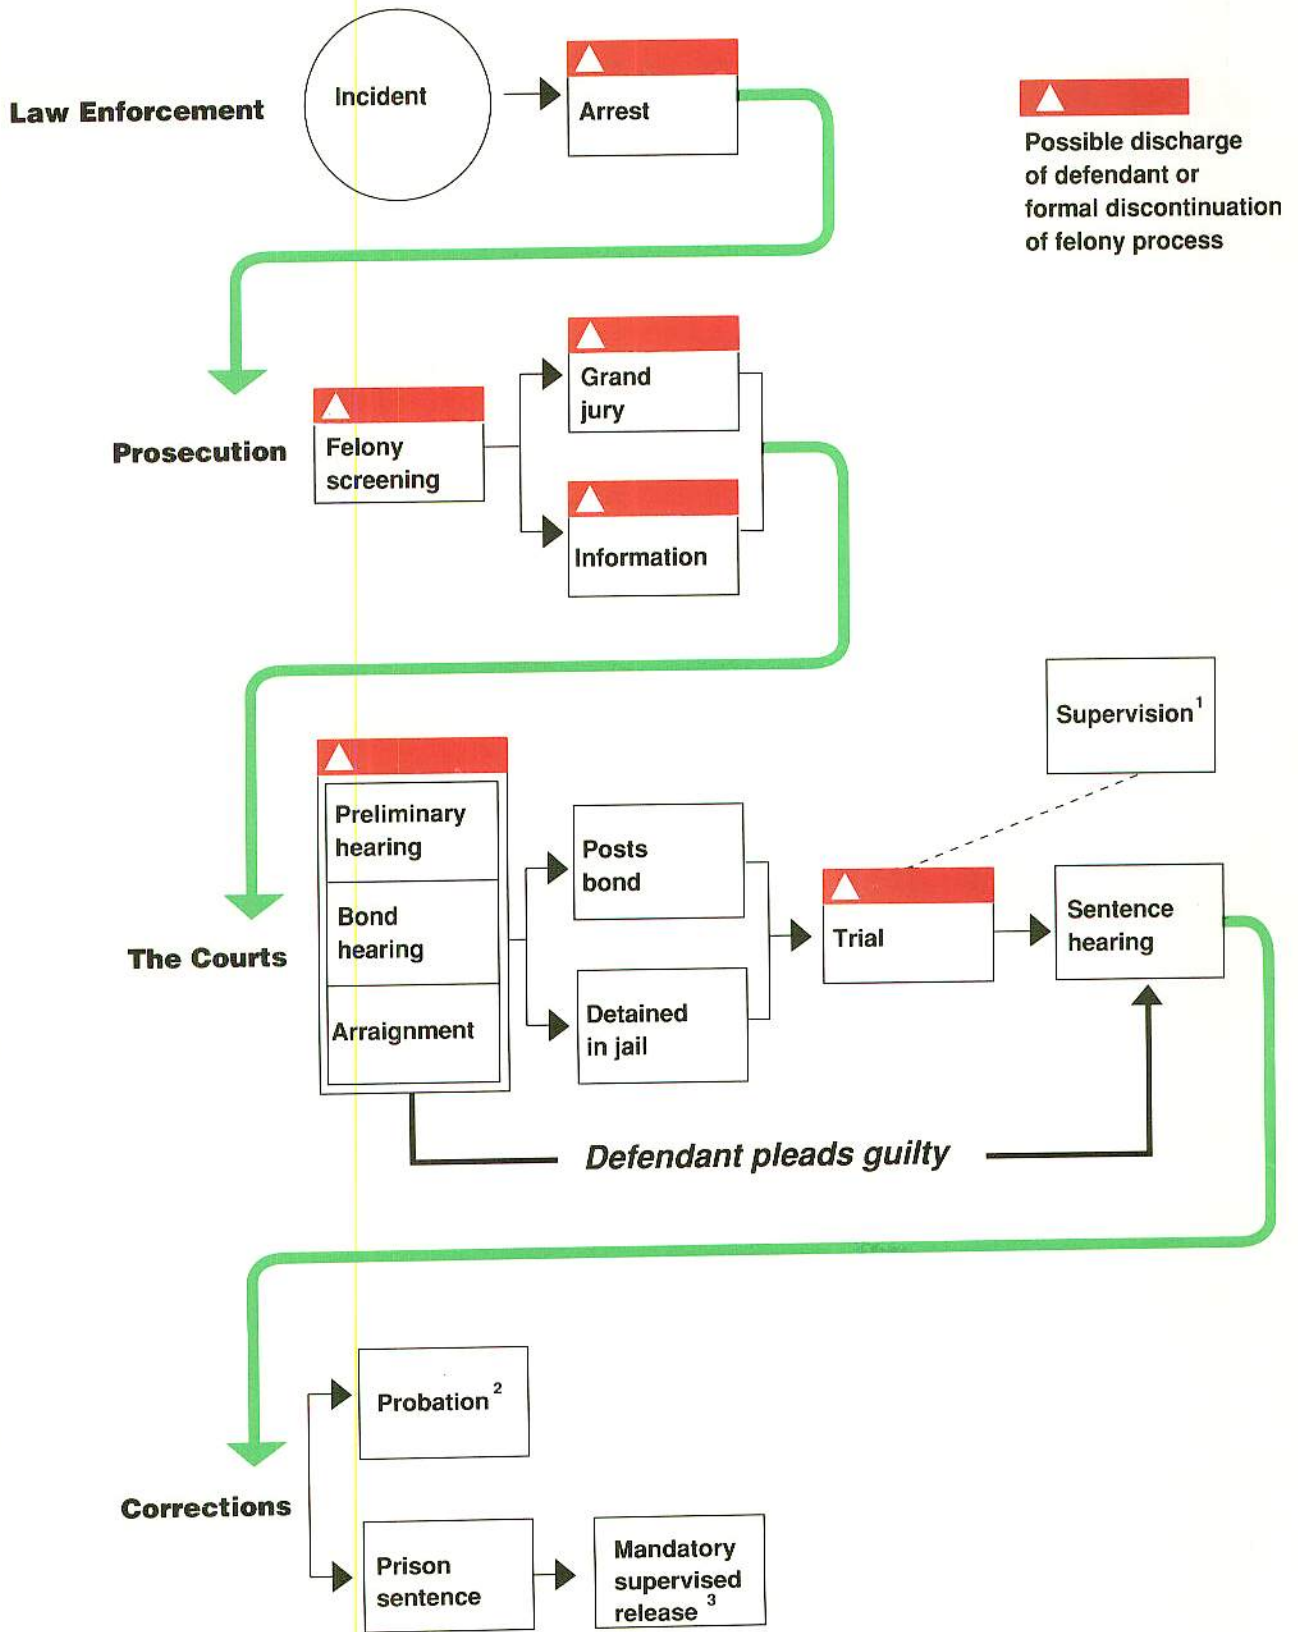 Law Enforcement
Incident
Arrest
Possible discharge
of defendant or
formal discontinuation
of felony process
Prosecution
Felony
screening
Grand
jury
Information
Supervision¹
The Courts
Preliminary
hearing
Bond
hearing
Arraignment
Posts
bond
Detained
in jail
Trial
Sentence
hearing
Defendant pleads guilty
Corrections
Probation²
Prison
sentence
Mandatory
supervised
release³